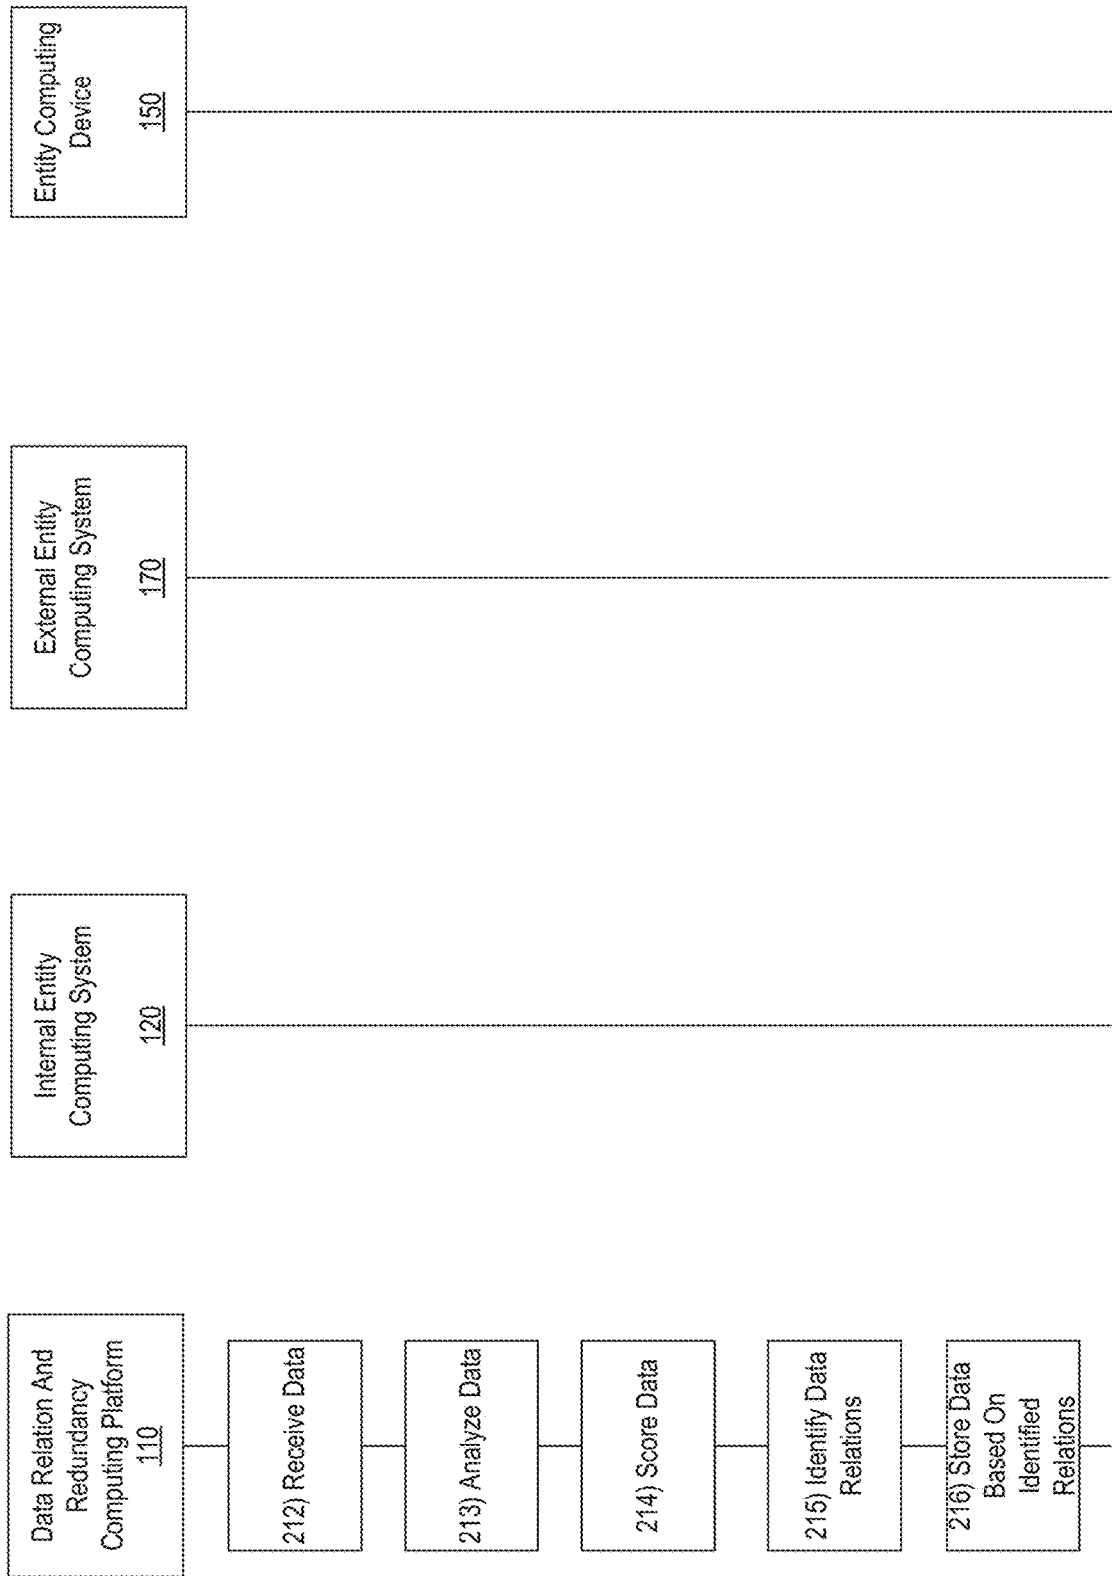 Data Relation And
Redundancy
Computing Platform
110
Internal Entity
Computing System
120
External Entity
Computing System
170
Entity Computing
Device
150
212) Receive Data
213) Analyze Data
214) Score Data
215) Identify Data
Relations
216) Store Data
Based On
Identified
Relations